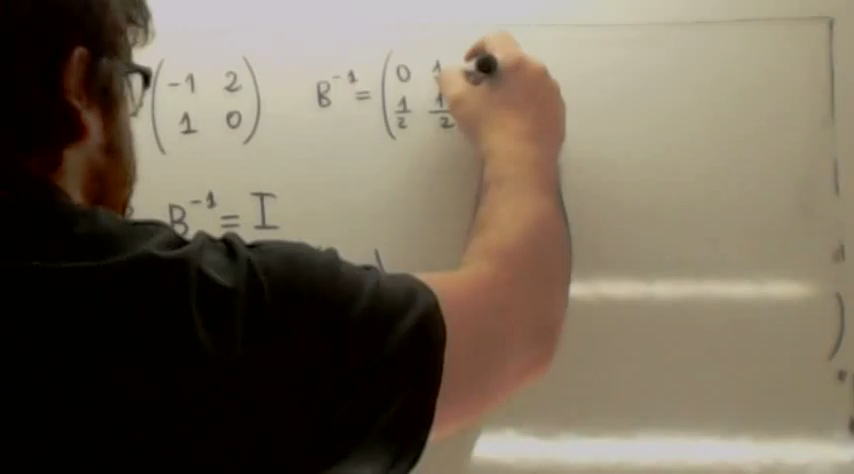 (-1 2
1 0) B⁻¹ = (0 1
1/2 1/2
B⁻¹ = I